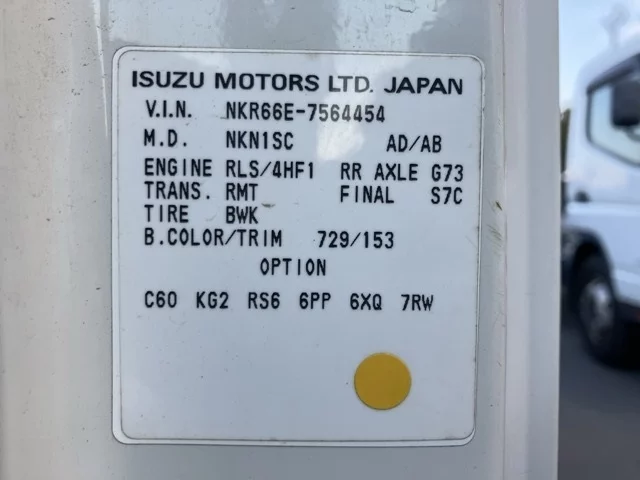 ISUZU MOTORS LTD. JAPAN
V.I.N. NKR66E-7564454
M.D. NKN1SC AD/AB
ENGINE RLS/4HF1 RR AXLE G73
TRANS. RMT FINAL S7C
TIRE BWK
B.COLOR/TRIM 729/153
OPTION
C60 KG2 RS6 6PP 6XQ 7RW